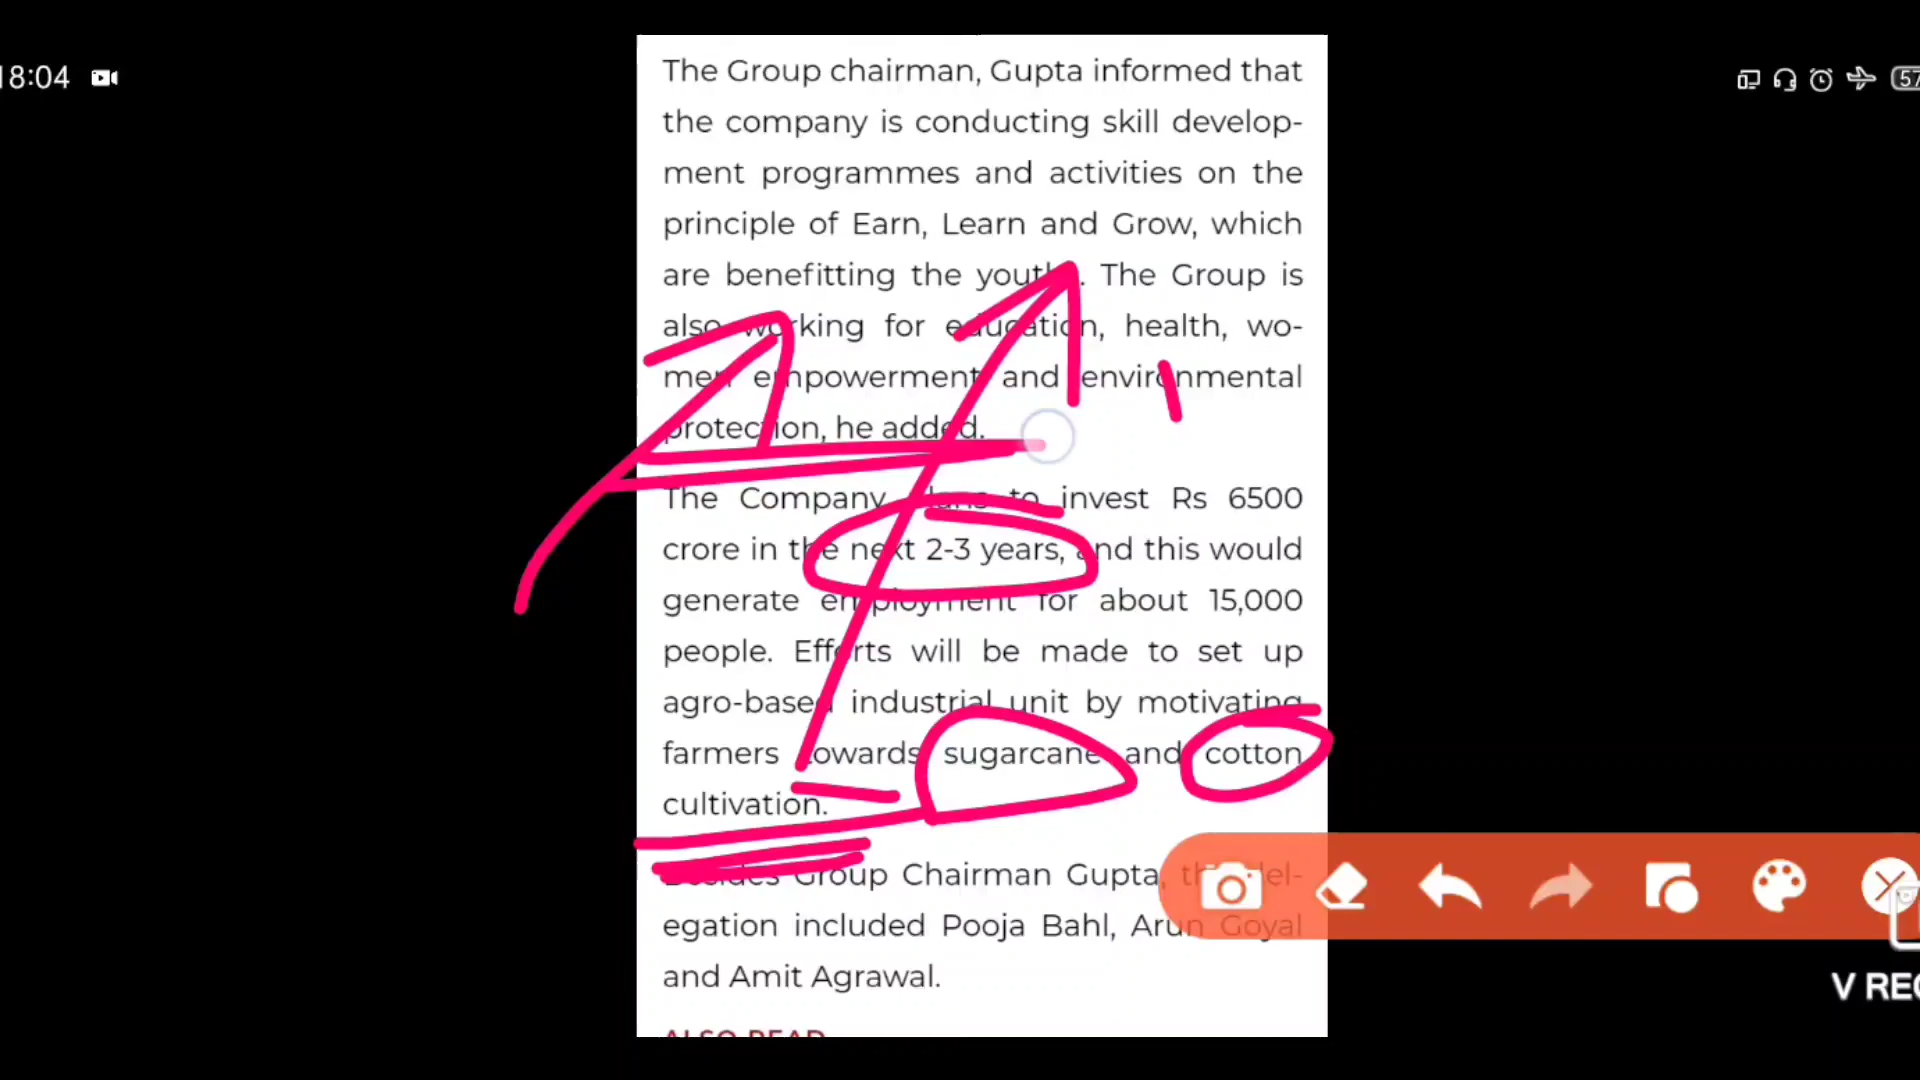 18:04
57
The Group chairman, Gupta informed that
the company is conducting skill develop-
ment programmes and activities on the
principle of Earn, Learn and Grow, which
are benefitting the youth. The Group is
also working for education, health, wo-
men empowerment and environmental
protection, he added.
The Company plans to invest Rs 6500
crore in the next 2-3 years, and this would
generate employment for about 15,000
people. Efforts will be made to set up
agro-based industrial unit by motivating
farmers towards sugarcane and cotton
cultivation.
Besides Group Chairman Gupta, the del-
egation included Pooja Bahl, Arun Goyal
and Amit Agrawal.
ALSO READ
V REC